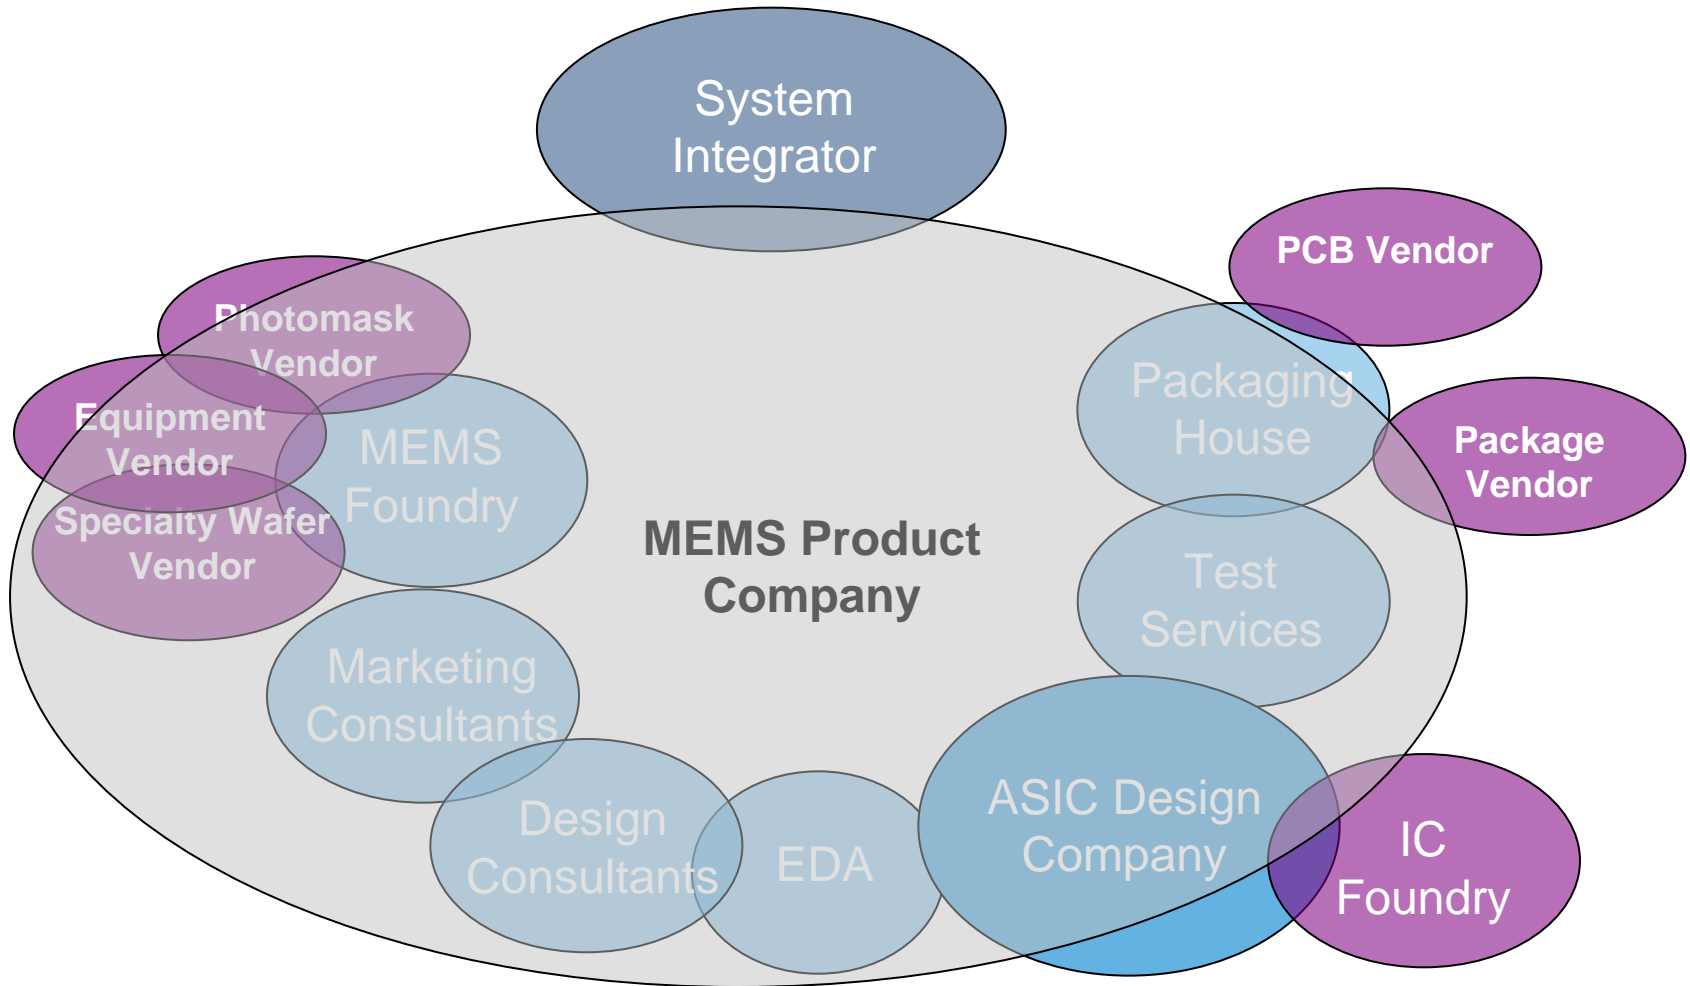 System
Integrator
PCB Vendor
Photomask
Vendor
Packaging
House
Equipment
Vendor
Package
Vendor
MEMS
Foundry
Specialty Wafer
Vendor
MEMS Product
Company
Test
Services
Marketing
Consultants
Design
Consultants
EDA
ASIC Design
Company
IC
Foundry